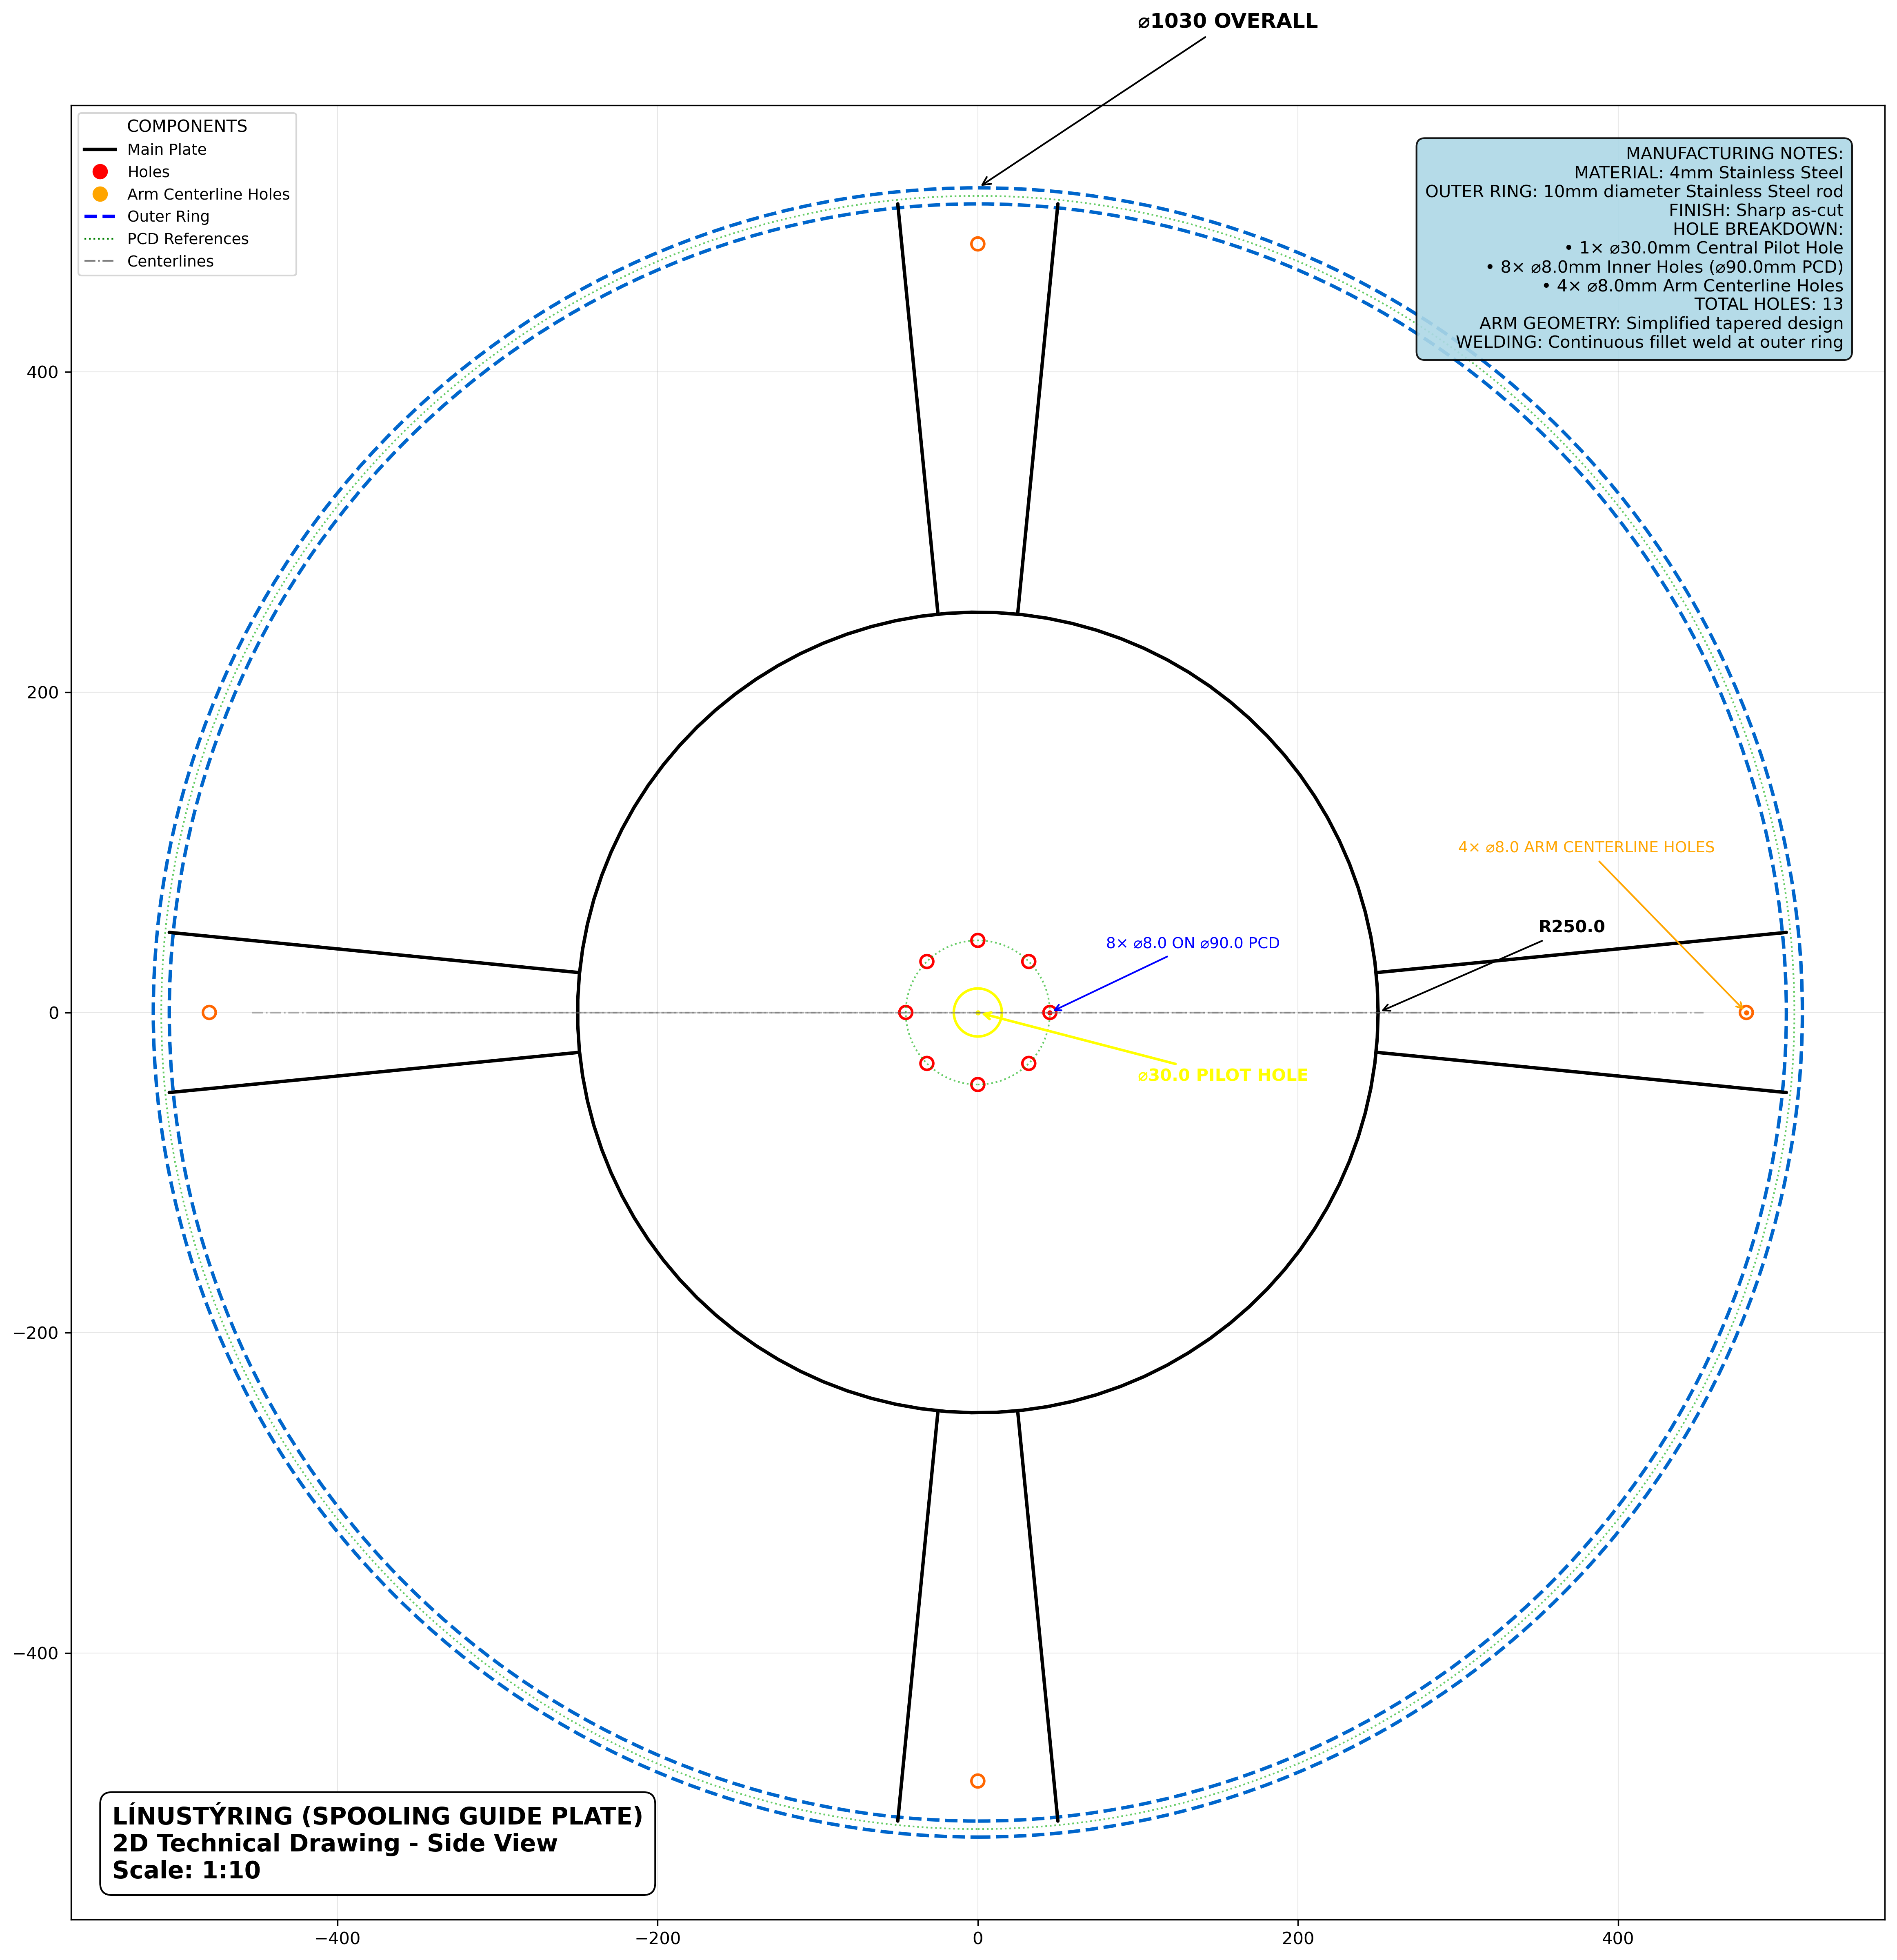 ⌀1030 OVERALL
COMPONENTS
Main Plate
Holes
Arm Centerline Holes
Outer Ring
PCD References
Centerlines
MANUFACTURING NOTES:
MATERIAL: 4mm Stainless Steel
OUTER RING: 10mm diameter Stainless Steel rod
FINISH: Sharp as-cut
HOLE BREAKDOWN:
• 1× ⌀30.0mm Central Pilot Hole
• 8× ⌀8.0mm Inner Holes (⌀90.0mm PCD)
• 4× ⌀8.0mm Arm Centerline Holes
TOTAL HOLES: 13
ARM GEOMETRY: Simplified tapered design
WELDING: Continuous fillet weld at outer ring
400
200
0
−200
−400
4× ⌀8.0 ARM CENTERLINE HOLES
R250.0
8× ⌀8.0 ON ⌀90.0 PCD
⌀30.0 PILOT HOLE
LÍNUSTÝRING (SPOOLING GUIDE PLATE)
2D Technical Drawing - Side View
Scale: 1:10
−400
−200
0
200
400